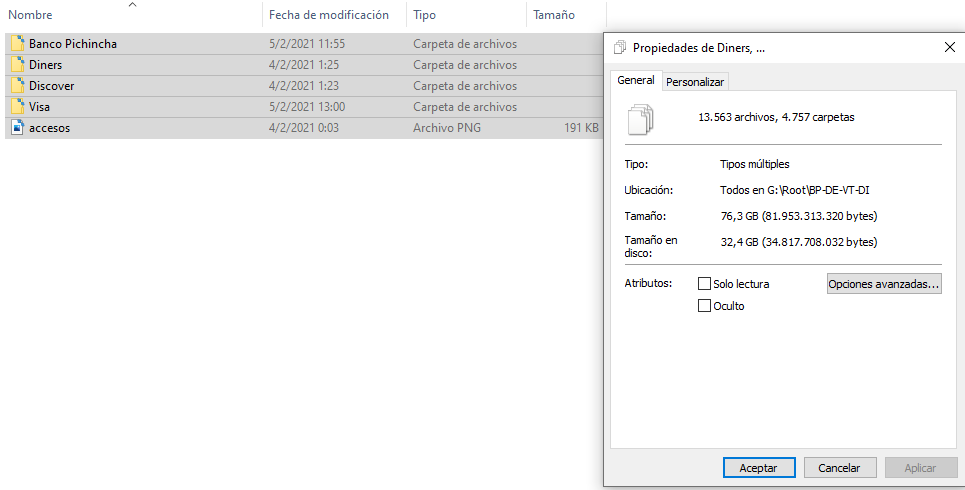 Nombre Fecha de modificación Tipo Tamaño
Banco Pichincha 5/2/2021 11:55 Carpeta de archivos
Diners 4/2/2021 1:25 Carpeta de archivos
Discover 4/2/2021 1:23 Carpeta de archivos
Visa 5/2/2021 13:00 Carpeta de archivos
accesos 4/2/2021 0:03 Archivo PNG 191 KB
Propiedades de Diners, ...
General Personalizar
13.563 archivos, 4.757 carpetas
Tipo: Tipos múltiples
Ubicación: Todos en G:\Root\BP-DE-VT-DI
Tamaño: 76,3 GB (81.953.313.320 bytes)
Tamaño en
disco: 32,4 GB (34.817.708.032 bytes)
Atributos: Solo lectura Opciones avanzadas...
Oculto
Aceptar Cancelar Aplicar